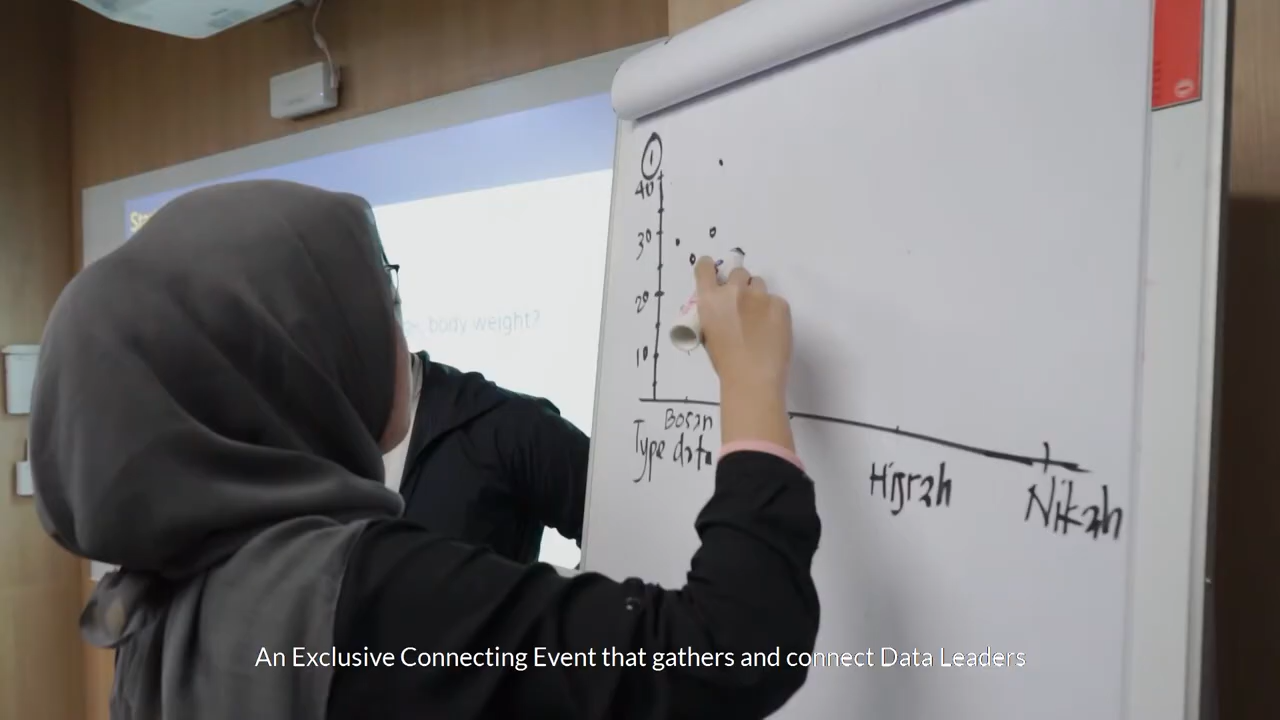 body weight?
1
40
30
20
10
Bosan
Type data
Hijrah
Nikah
An Exclusive Connecting Event that gathers and connect Data Leaders